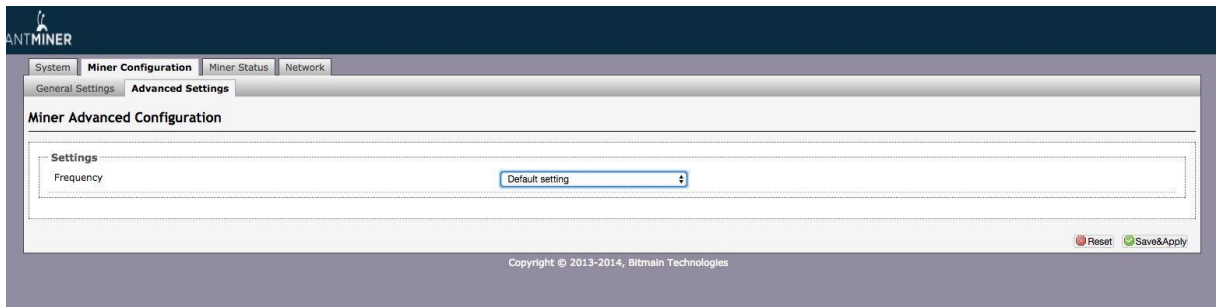 ANTMINER
System Miner Configuration Miner Status Network
General Settings Advanced Settings
Miner Advanced Configuration
Settings
Frequency Default setting
Reset Save&Apply
Copyright © 2013-2014, Bitmain Technologies